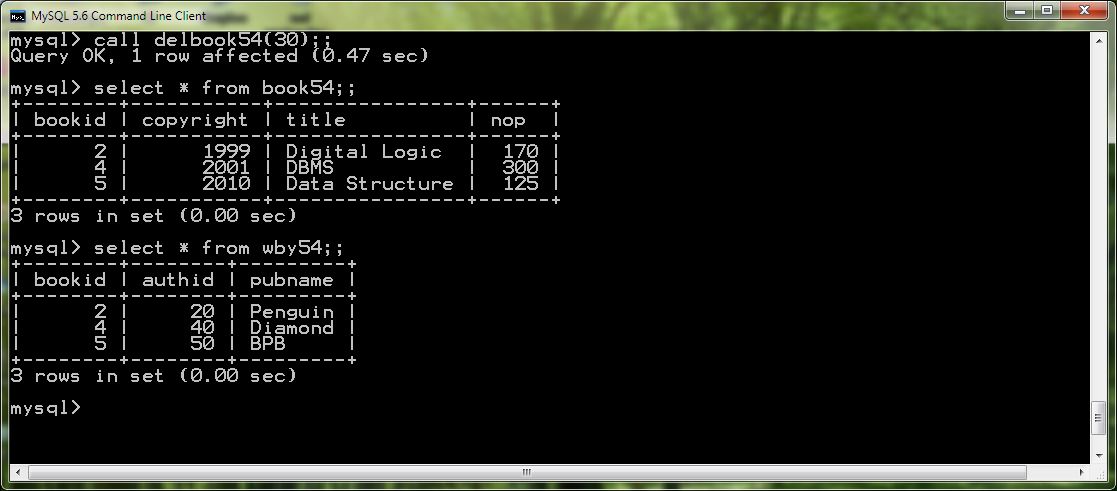 MySQL 5.6 Command Line Client
mysql> call delbook54(30);;
Query OK, 1 row affected (0.47 sec)
mysql> select * from book54;;
+--------+-----------+----------------+------+
| bookid | copyright | title          | nop  |
+--------+-----------+----------------+------+
|      2 |      1999 | Digital Logic  |  170 |
|      4 |      2001 | DBMS           |  300 |
|      5 |      2010 | Data Structure |  125 |
+--------+-----------+----------------+------+
3 rows in set (0.00 sec)
mysql> select * from wby54;;
+--------+--------+---------+
| bookid | authid | pubname |
+--------+--------+---------+
|      2 |     20 | Penguin |
|      4 |     40 | Diamond |
|      5 |     50 | BPB     |
+--------+--------+---------+
3 rows in set (0.00 sec)
mysql>